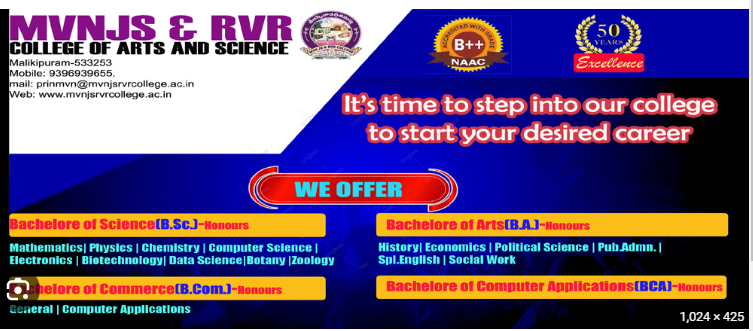 MVNJS & RVR
COLLEGE OF ARTS AND SCIENCE
Malikipuram-533253
Mobile: 9396939655,
mail: prinmvn@mvnjsrvrcollege.ac.in
Web: www.mvnjsrvrcollege.ac.in
ACCREDITED WITH GRADE
B++
NAAC
50
YEARS
Excellence
It's time to step into our college
to start your desired career
WE OFFER
Bachelore of Science(B.Sc.)-Honours
Mathematics| Physics | Chemistry | Computer Science |
Electronics | Biotechnology| Data Science|Botany |Zoology
Bachelore of Arts(B.A.)-Honours
History| Economics | Political Science | Pub.Admn. |
Spl.English | Social Work
helore of Commerce(B.Com.)-Honours
General | Computer Applications
Bachelore of Computer Applications(BCA)-Honours
1,024 × 425